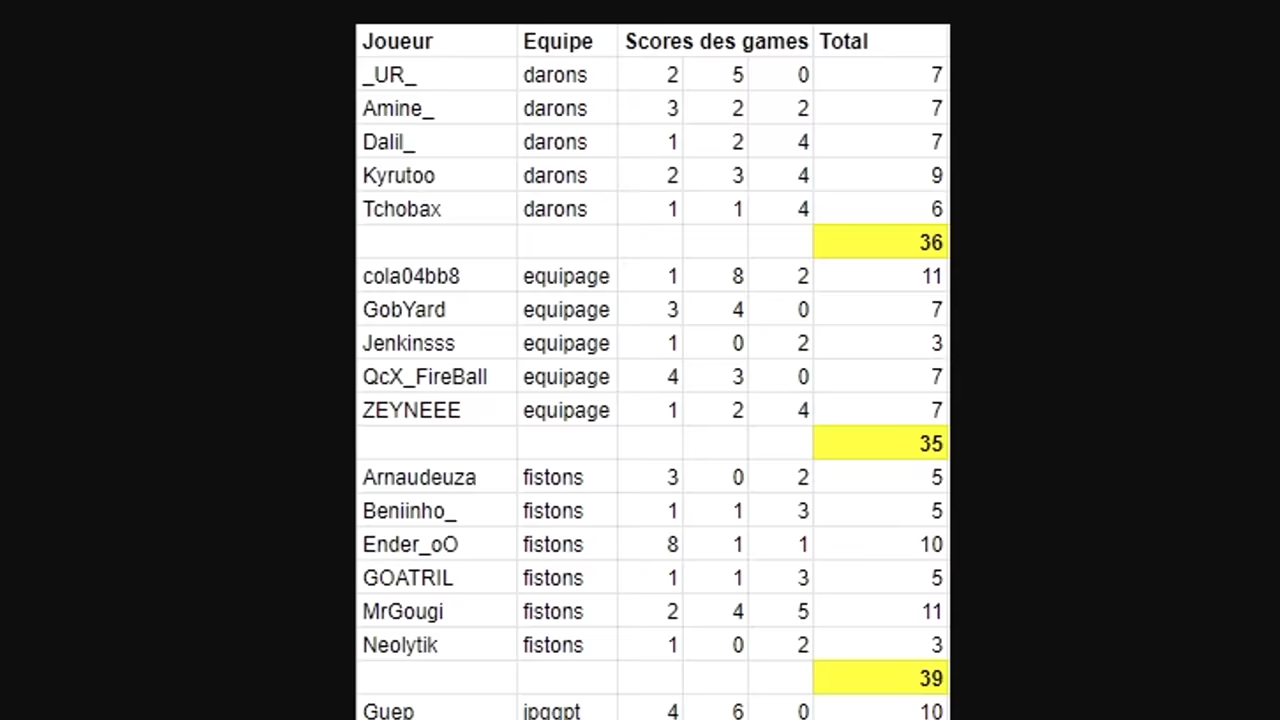 Joueur Equipe Scores des games Total
_UR_ darons 2 5 0 7
Amine_ darons 3 2 2 7
Dalil_ darons 1 2 4 7
Kyrutoo darons 2 3 4 9
Tchobax darons 1 1 4 6
36
cola04bb8 equipage 1 8 2 11
GobYard equipage 3 4 0 7
Jenkinsss equipage 1 0 2 3
QcX_FireBall equipage 4 3 0 7
ZEYNEEE equipage 1 2 4 7
35
Arnaudeuza fistons 3 0 2 5
Beniinho_ fistons 1 1 3 5
Ender_oO fistons 8 1 1 10
GOATRIL fistons 1 1 3 5
MrGougi fistons 2 4 5 11
Neolytik fistons 1 0 2 3
39
Guep 4 6 0 10